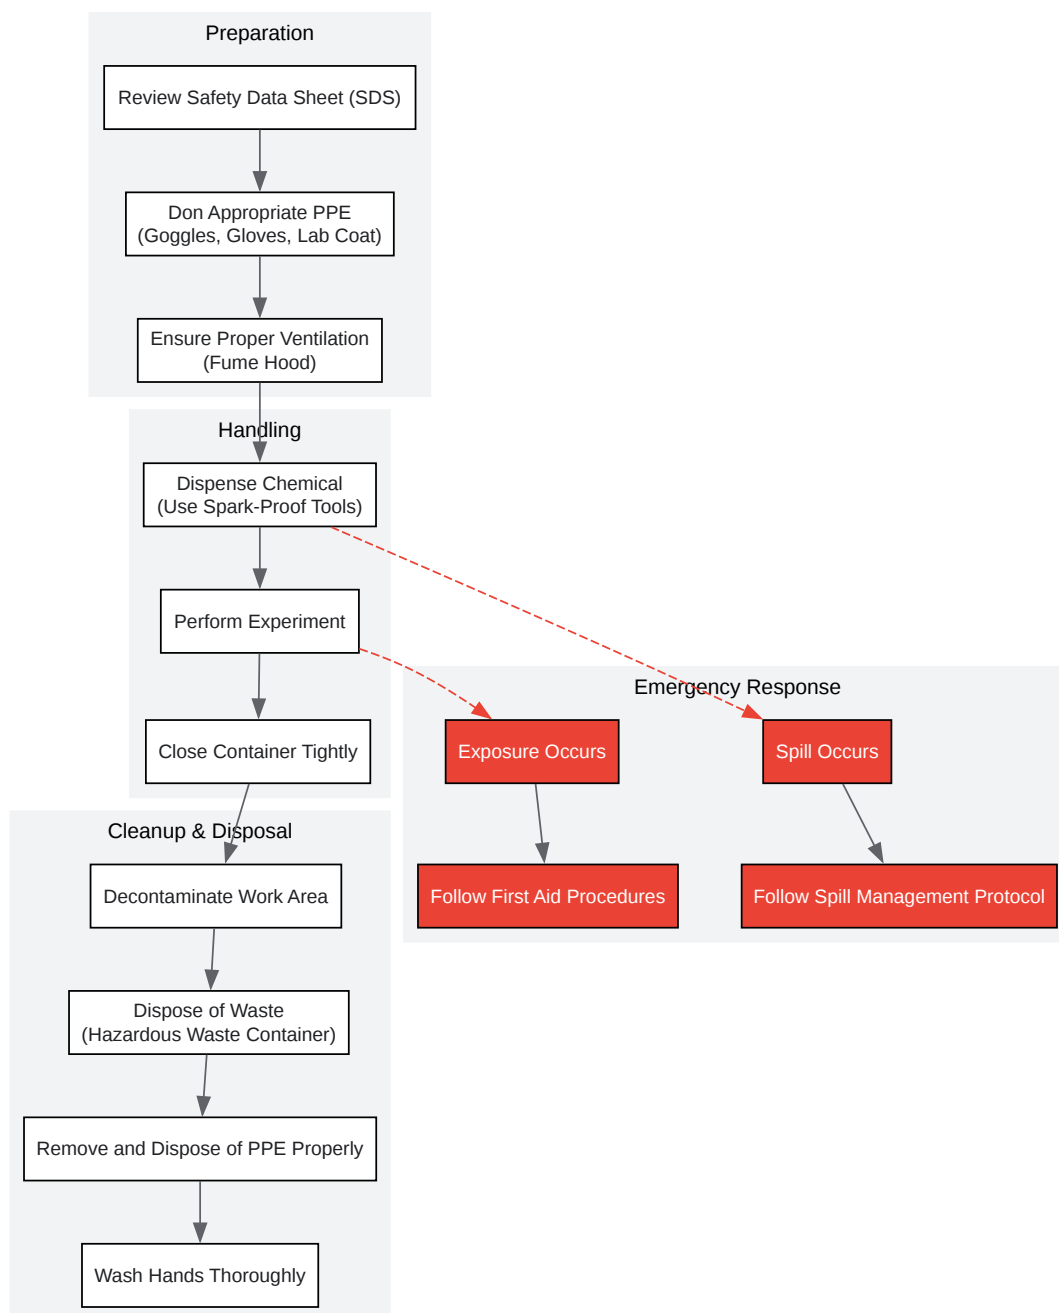 Preparation
Review Safety Data Sheet (SDS)
Don Appropriate PPE
(Goggles, Gloves, Lab Coat)
Ensure Proper Ventilation
(Fume Hood)
Handling
Dispense Chemical
(Use Spark-Proof Tools)
Perform Experiment
Close Container Tightly
Emergency Response
Exposure Occurs
Spill Occurs
Follow First Aid Procedures
Follow Spill Management Protocol
Cleanup & Disposal
Decontaminate Work Area
Dispose of Waste
(Hazardous Waste Container)
Remove and Dispose of PPE Properly
Wash Hands Thoroughly